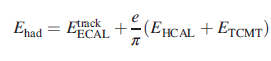 E_had = E_ECAL^track + e/π (E_HCAL + E_TCMT)